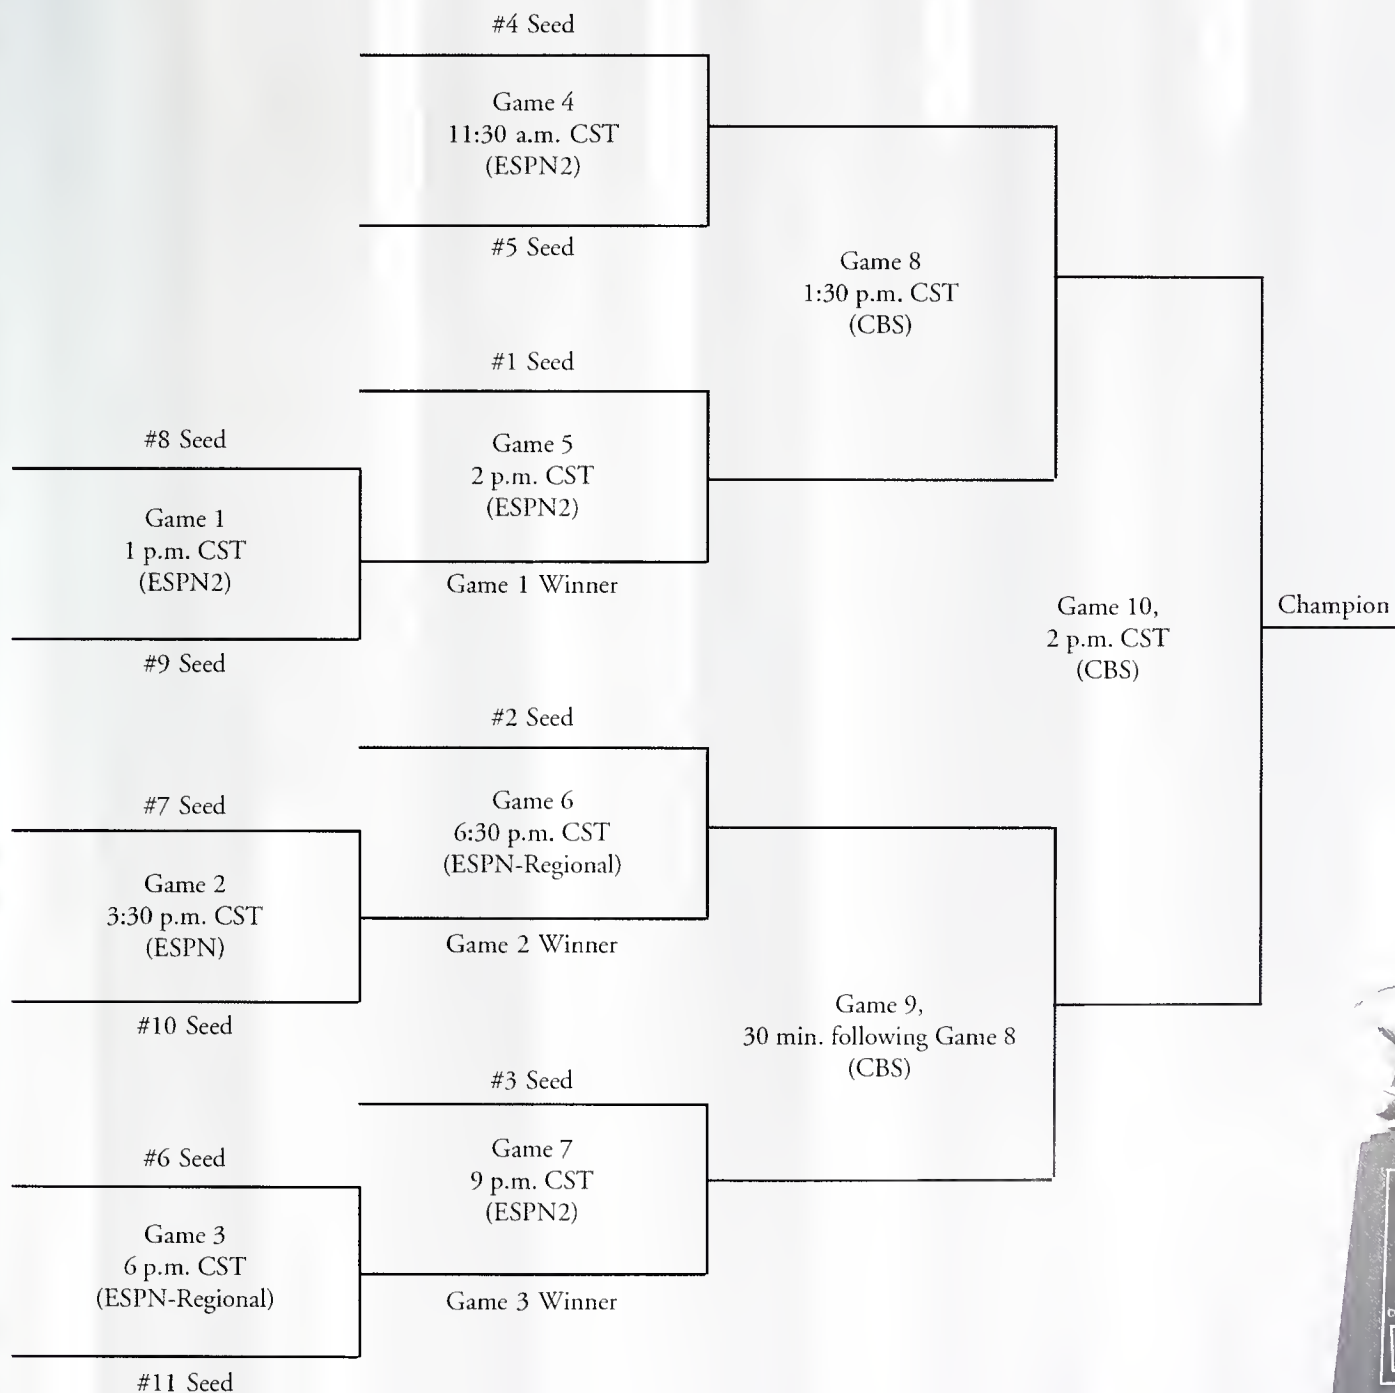 #4 Seed
Game 4
11:30 a.m. CST
(ESPN2)
#5 Seed
Game 8
1:30 p.m. CST
(CBS)
#1 Seed
#8 Seed
Game 5
2 p.m. CST
(ESPN2)
Game 1
1 p.m. CST
(ESPN2)
Game 1 Winner
#9 Seed
Game 10,
2 p.m. CST
(CBS)
Champion
#2 Seed
#7 Seed
Game 6
6:30 p.m. CST
(ESPN-Regional)
Game 2
3:30 p.m. CST
(ESPN)
Game 2 Winner
#10 Seed
Game 9,
30 min. following Game 8
(CBS)
#3 Seed
#6 Seed
Game 7
9 p.m. CST
(ESPN2)
Game 3
6 p.m. CST
(ESPN-Regional)
Game 3 Winner
#11 Seed